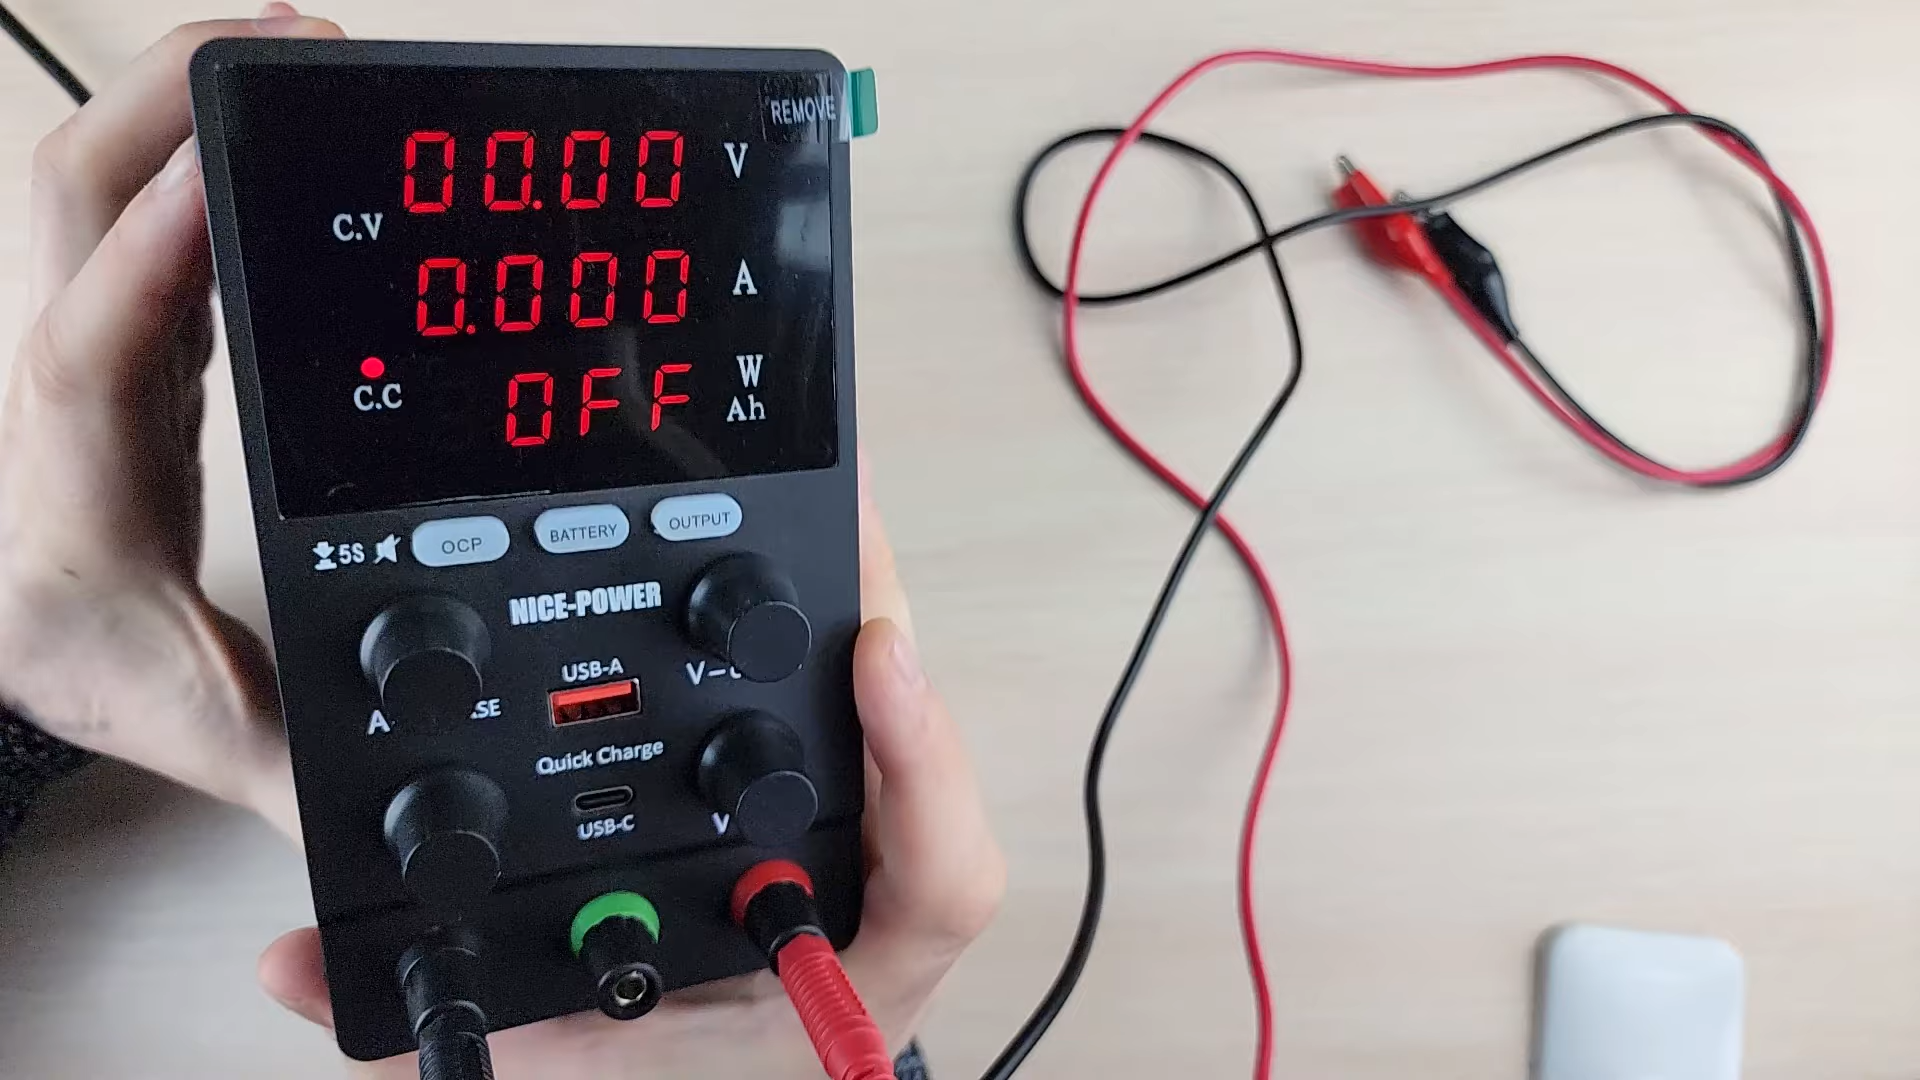 REMOVE
00.00 V
C.V
0.000 A
C.C
OFF W
Ah
5S OCP BATTERY OUTPUT
NICE-POWER
USB-A
Quick Charge
USB-C
V